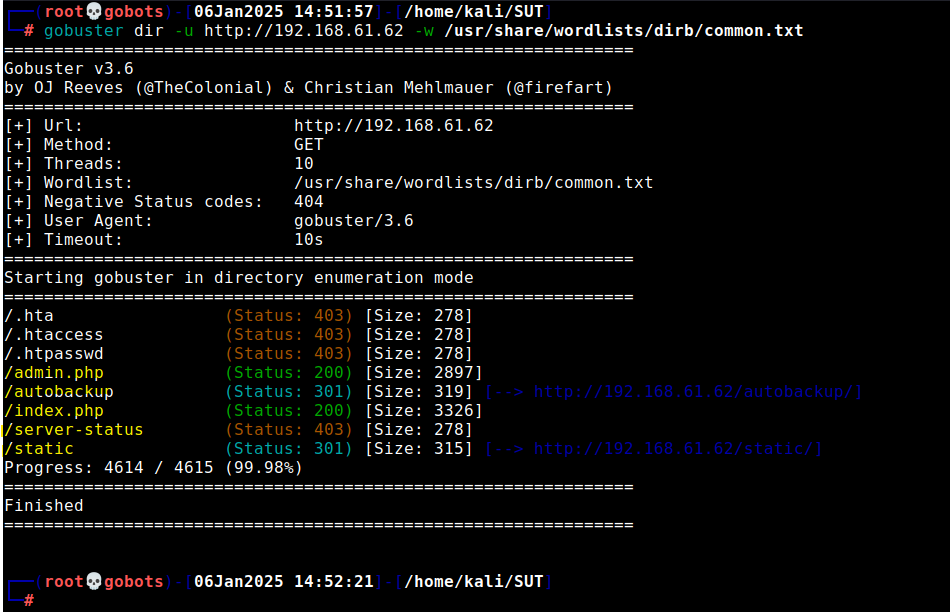 ┌──(root💀gobots)-[06Jan2025 14:51:57]-[/home/kali/SUT]
└─# gobuster dir -u http://192.168.61.62 -w /usr/share/wordlists/dirb/common.txt
===============================================================
Gobuster v3.6
by OJ Reeves (@TheColonial) & Christian Mehlmauer (@firefart)
===============================================================
[+] Url:                     http://192.168.61.62
[+] Method:                  GET
[+] Threads:                 10
[+] Wordlist:                /usr/share/wordlists/dirb/common.txt
[+] Negative Status codes:   404
[+] User Agent:              gobuster/3.6
[+] Timeout:                 10s
===============================================================
Starting gobuster in directory enumeration mode
===============================================================
/.hta                 (Status: 403) [Size: 278]
/.htaccess            (Status: 403) [Size: 278]
/.htpasswd            (Status: 403) [Size: 278]
/admin.php            (Status: 200) [Size: 2897]
/autobackup           (Status: 301) [Size: 319] [--> http://192.168.61.62/autobackup/]
/index.php            (Status: 200) [Size: 3326]
/server-status        (Status: 403) [Size: 278]
/static               (Status: 301) [Size: 315] [--> http://192.168.61.62/static/]
Progress: 4614 / 4615 (99.98%)
===============================================================
Finished
===============================================================
┌──(root💀gobots)-[06Jan2025 14:52:21]-[/home/kali/SUT]
└─#